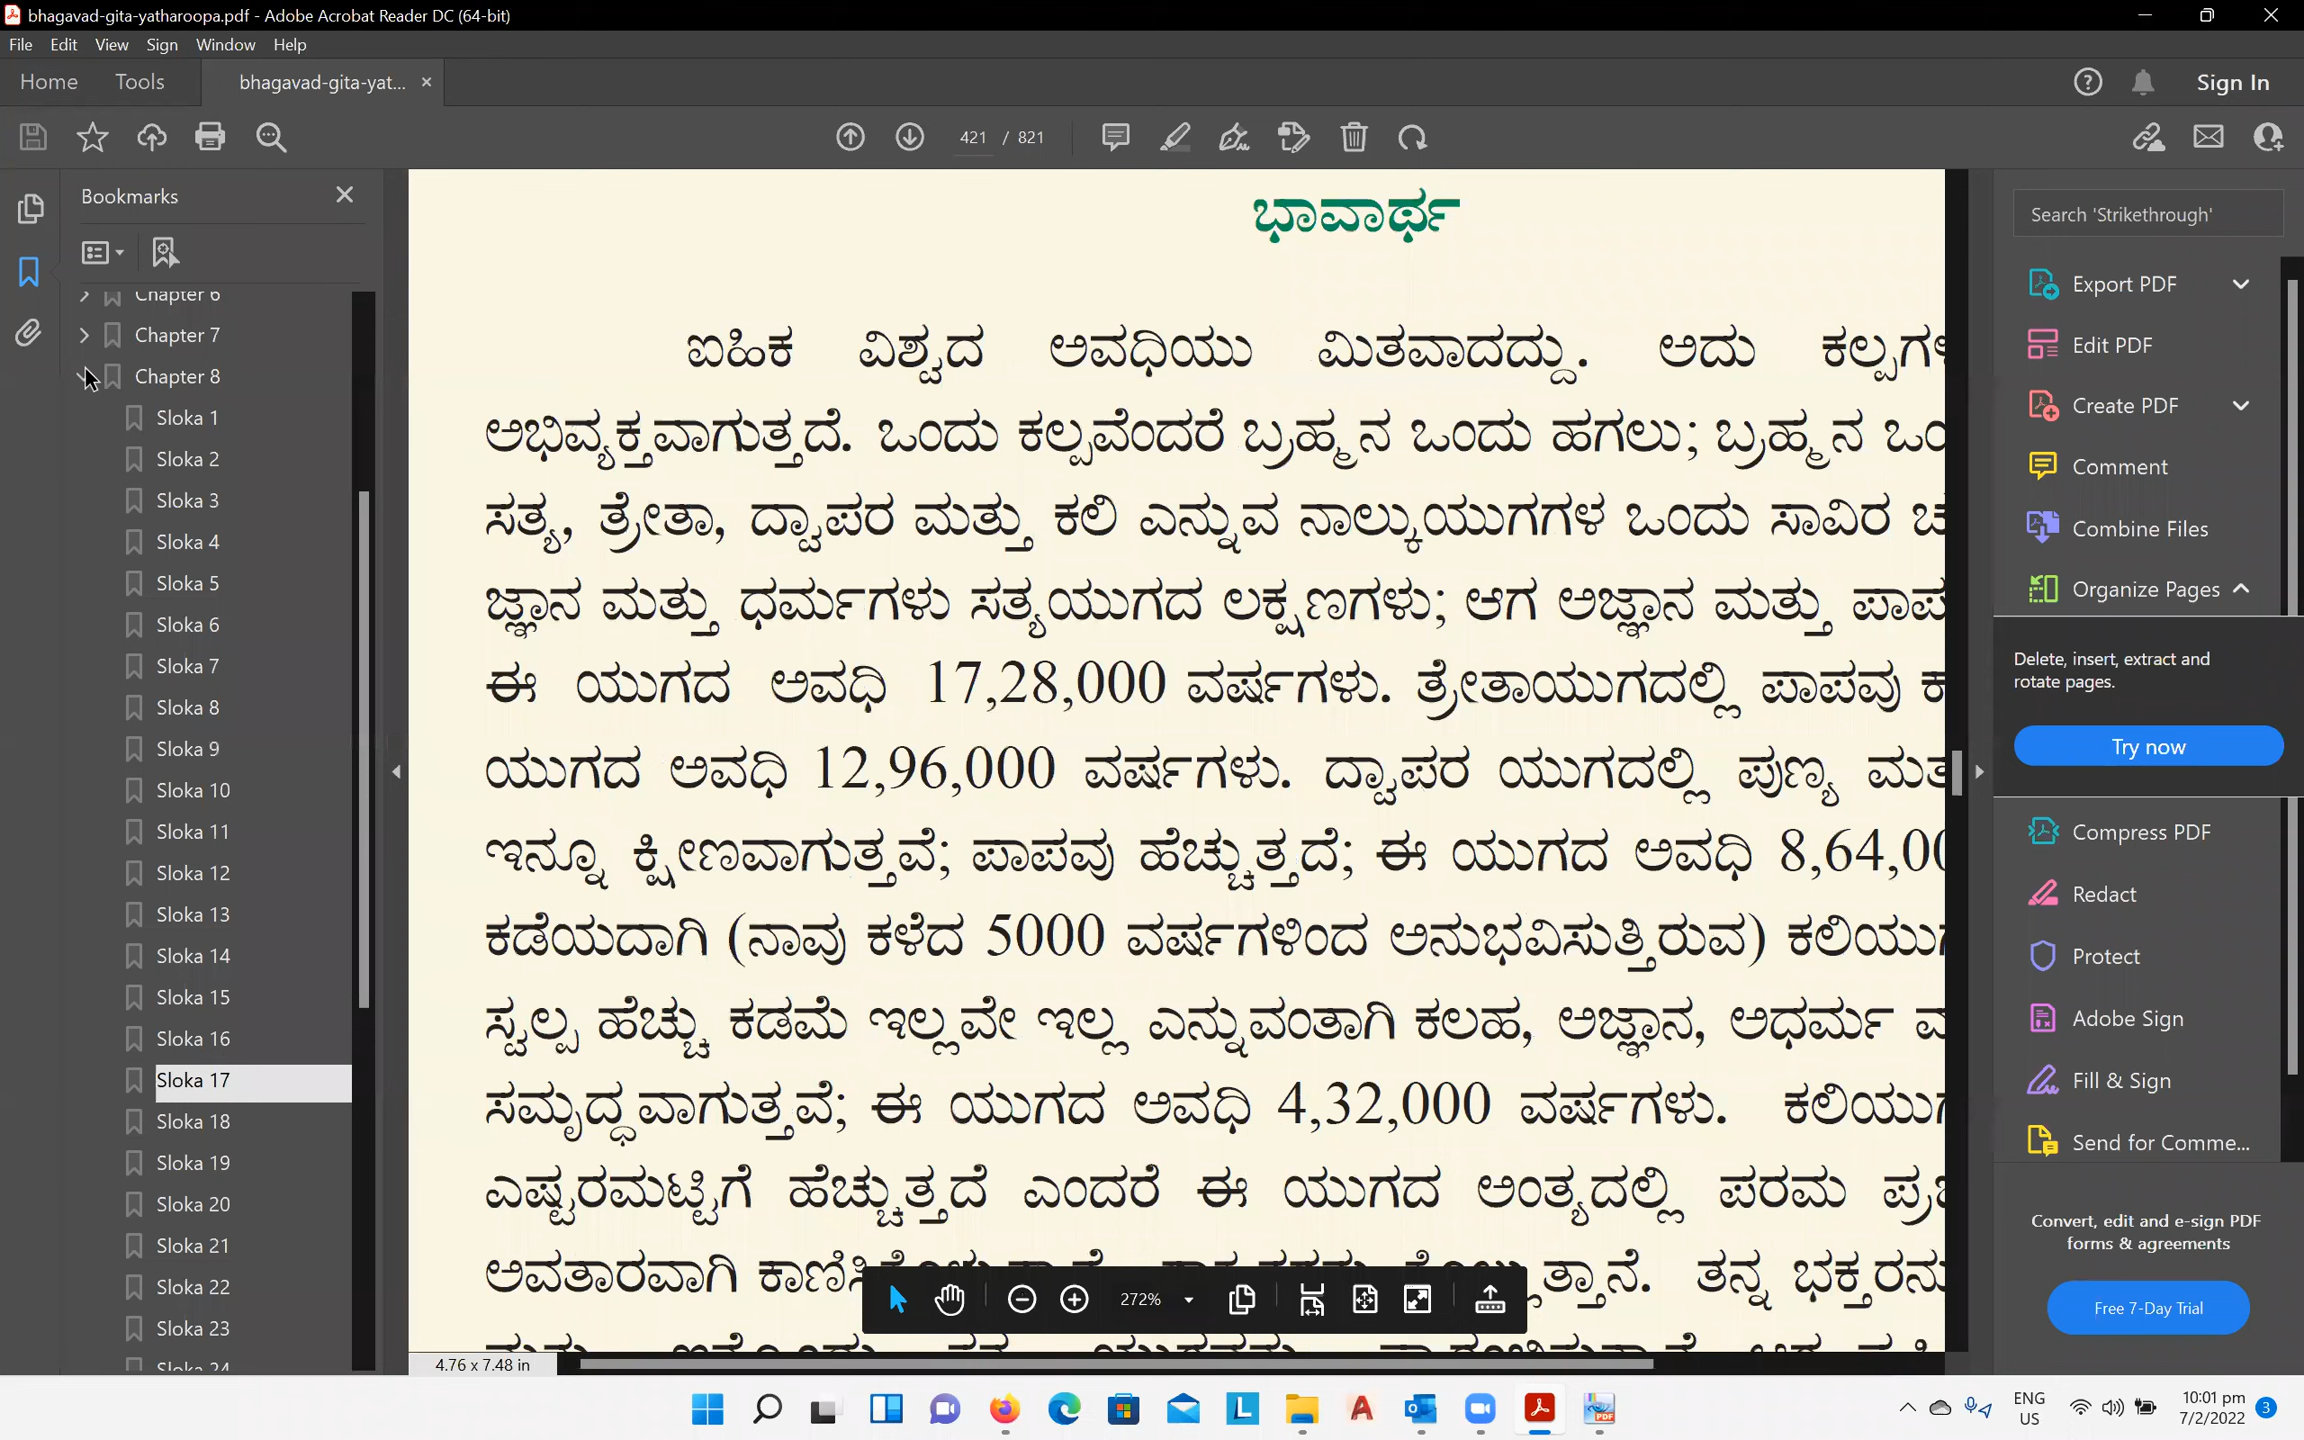 bhagavad-gita-yatharoopa.pdf - Adobe Acrobat Reader DC (64-bit)
File Edit View Sign Window Help
Home Tools bhagavad-gita-yat... Sign In
421 / 821
Bookmarks
Chapter 6
Chapter 7
Chapter 8
Sloka 1
Sloka 2
Sloka 3
Sloka 4
Sloka 5
Sloka 6
Sloka 7
Sloka 8
Sloka 9
Sloka 10
Sloka 11
Sloka 12
Sloka 13
Sloka 14
Sloka 15
Sloka 16
Sloka 17
Sloka 18
Sloka 19
Sloka 20
Sloka 21
Sloka 22
Sloka 23
Sloka 24
ಭಾವಾರ್ಥ
ಐಹಿಕ ವಿಶ್ವದ ಅವಧಿಯು ಮಿತವಾದದ್ದು. ಅದು
ಅಭಿವ್ಯಕ್ತವಾಗುತ್ತದೆ. ಒಂದು ಕಲ್ಪವೆಂದರೆ ಬ್ರಹ್ಮನ ಒಂದು ಹಗಲು; ಬ್ರಹ್ಮನ
ಸತ್ಯ, ತ್ರೇತಾ, ದ್ವಾಪರ ಮತ್ತು ಕಲಿ ಎನ್ನುವ ನಾಲ್ಕುಯುಗಗಳ ಒಂದು ಸಾವಿರ
ಜ್ಞಾನ ಮತ್ತು ಧರ್ಮಗಳು ಸತ್ಯಯುಗದ ಲಕ್ಷಣಗಳು; ಆಗ ಅಜ್ಞಾನ ಮತ್ತು
ಈ ಯುಗದ ಅವಧಿ 17,28,000 ವರ್ಷಗಳು. ತ್ರೇತಾಯುಗದಲ್ಲಿ ಪಾಪವು
ಯುಗದ ಅವಧಿ 12,96,000 ವರ್ಷಗಳು. ದ್ವಾಪರ ಯುಗದಲ್ಲಿ ಪುಣ್ಯ
ಇನ್ನೂ ಕ್ಷೀಣವಾಗುತ್ತವೆ; ಪಾಪವು ಹೆಚ್ಚುತ್ತದೆ; ಈ ಯುಗದ ಅವಧಿ
ಕಡೆಯದಾಗಿ (ನಾವು ಕಳೆದ 5000 ವರ್ಷಗಳಿಂದ ಅನುಭವಿಸುತ್ತಿರುವ)
ಸ್ವಲ್ಪ ಹೆಚ್ಚು ಕಡಮೆ ಇಲ್ಲವೇ ಇಲ್ಲ ಎನ್ನುವಂತಾಗಿ ಕಲಹ, ಅಜ್ಞಾನ, ಅಧರ್ಮ
ಸಮೃದ್ಧವಾಗುತ್ತವೆ; ಈ ಯುಗದ ಅವಧಿ 4,32,000 ವರ್ಷಗಳು.
ಎಷ್ಟರಮಟ್ಟಿಗೆ ಹೆಚ್ಚುತ್ತದೆ ಎಂದರೆ ಈ ಯುಗದ ಅಂತ್ಯದಲ್ಲಿ ಪರಮ
ಅವತಾರವಾಗಿ ತನ್ನ
272%
4.76 x 7.48 in
Search 'Strikethrough'
Export PDF
Edit PDF
Create PDF
Comment
Combine Files
Organize Pages
Delete, insert, extract and
rotate pages.
Try now
Compress PDF
Redact
Protect
Adobe Sign
Fill & Sign
Send for Comme...
Convert, edit and e-sign PDF
forms & agreements
Free 7-Day Trial
ENG
US
10:01 pm
7/2/2022
3